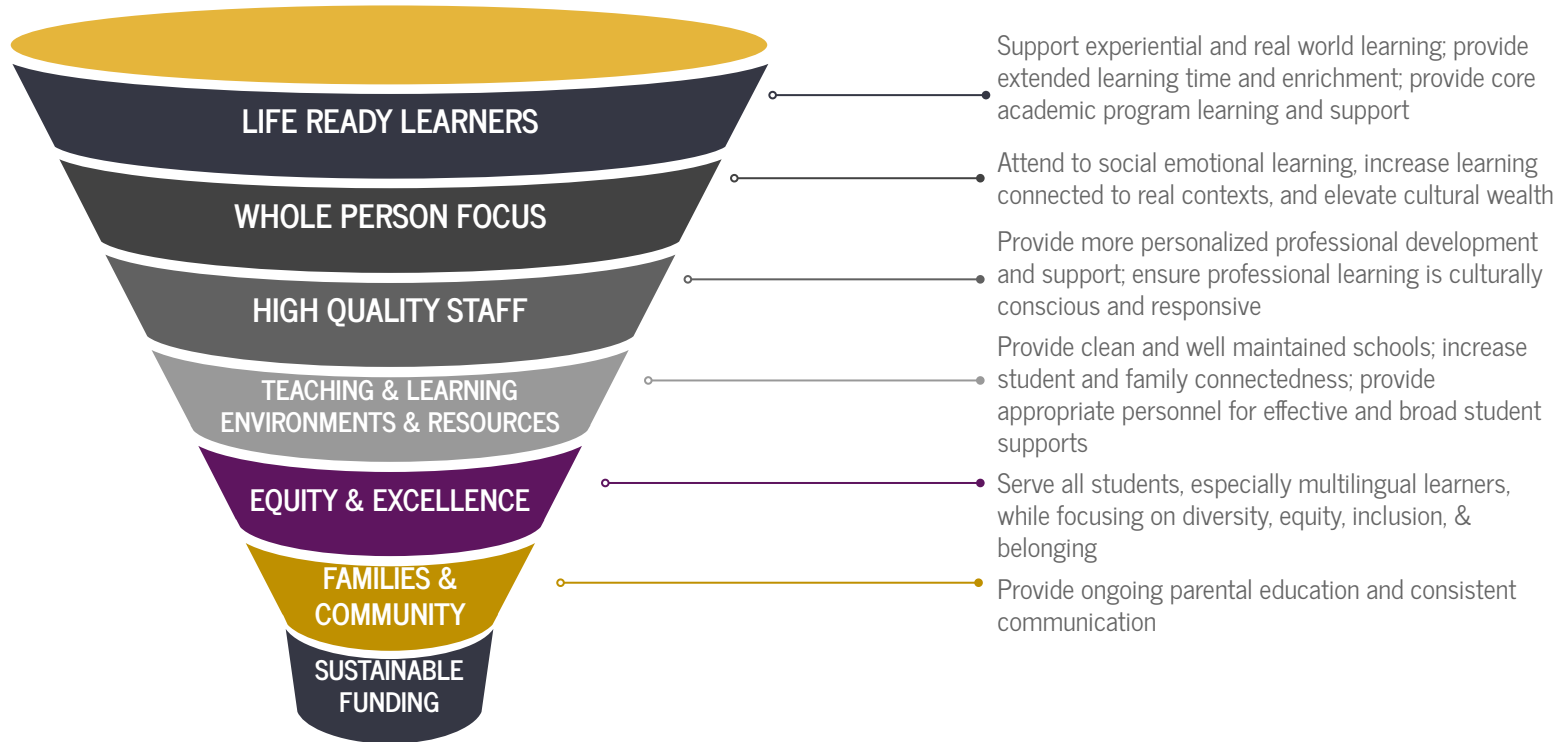 LIFE READY LEARNERS
Support experiential and real world learning; provide
extended learning time and enrichment; provide core
academic program learning and support
WHOLE PERSON FOCUS
Attend to social emotional learning, increase learning
connected to real contexts, and elevate cultural wealth
HIGH QUALITY STAFF
Provide more personalized professional development
and support; ensure professional learning is culturally
conscious and responsive
TEACHING & LEARNING
ENVIRONMENTS & RESOURCES
Provide clean and well maintained schools; increase
student and family connectedness; provide
appropriate personnel for effective and broad student
supports
EQUITY & EXCELLENCE
Serve all students, especially multilingual learners,
while focusing on diversity, equity, inclusion, &
belonging
FAMILIES &
COMMUNITY
Provide ongoing parental education and consistent
communication
SUSTAINABLE
FUNDING